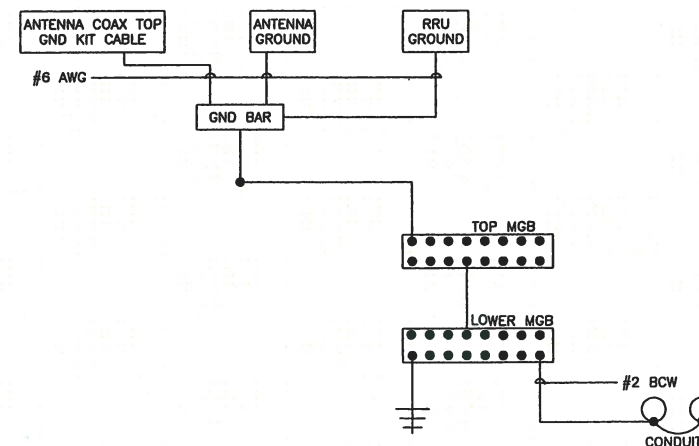 ANTENNA COAX TOP
GND KIT CABLE
ANTENNA
GROUND
RRU
GROUND
#6 AWG
GND BAR
TOP MGB
LOWER MGB
#2 BCW
CONDUIT